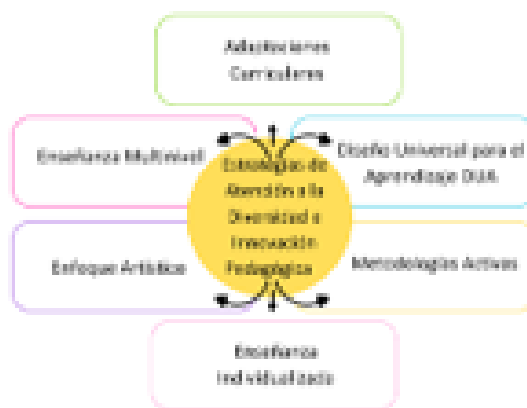 Adaptaciones
Curriculares
Enseñanza Multinivel
Diseño Universal para el
Aprendizaje DUA
Estrategias de
Atención a la
Diversidad e
Innovación
Pedagógica
Enfoque Artístico
Metodologías Activas
Enseñanza
Individualizada